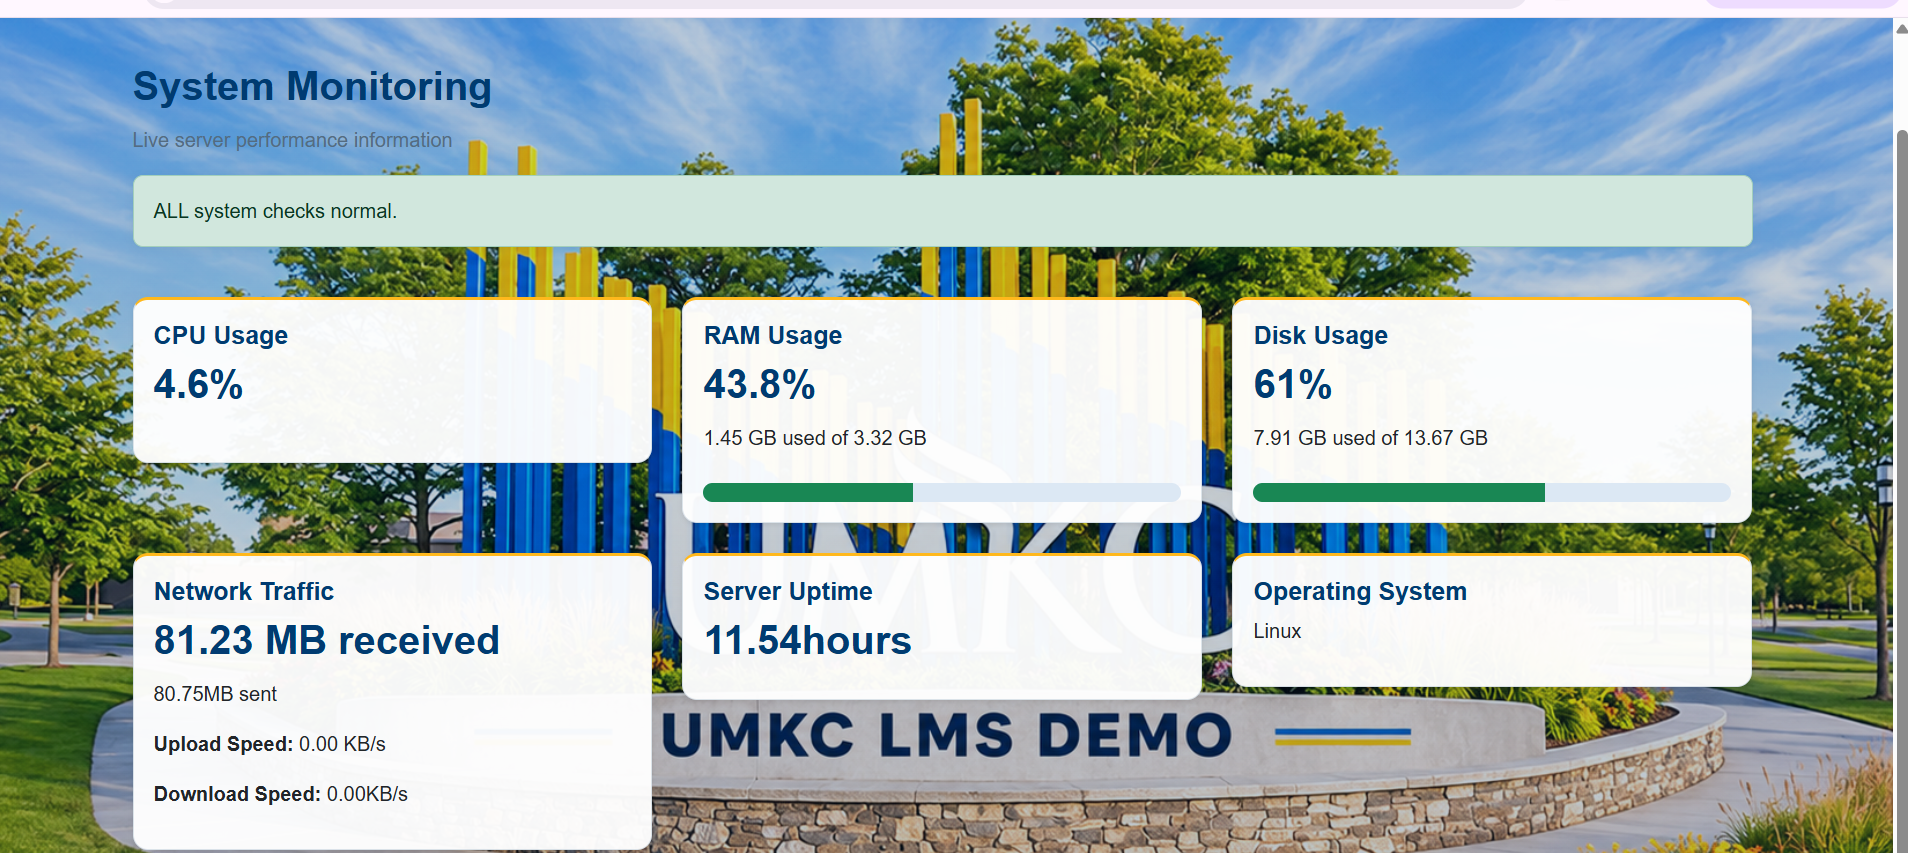 System Monitoring
Live server performance information
ALL system checks normal.
CPU Usage
4.6%
RAM Usage
43.8%
1.45 GB used of 3.32 GB
Disk Usage
61%
7.91 GB used of 13.67 GB
Network Traffic
81.23 MB received
80.75MB sent
Upload Speed: 0.00 KB/s
Download Speed: 0.00KB/s
Server Uptime
11.54hours
Operating System
Linux
UMKC
UMKC LMS DEMO